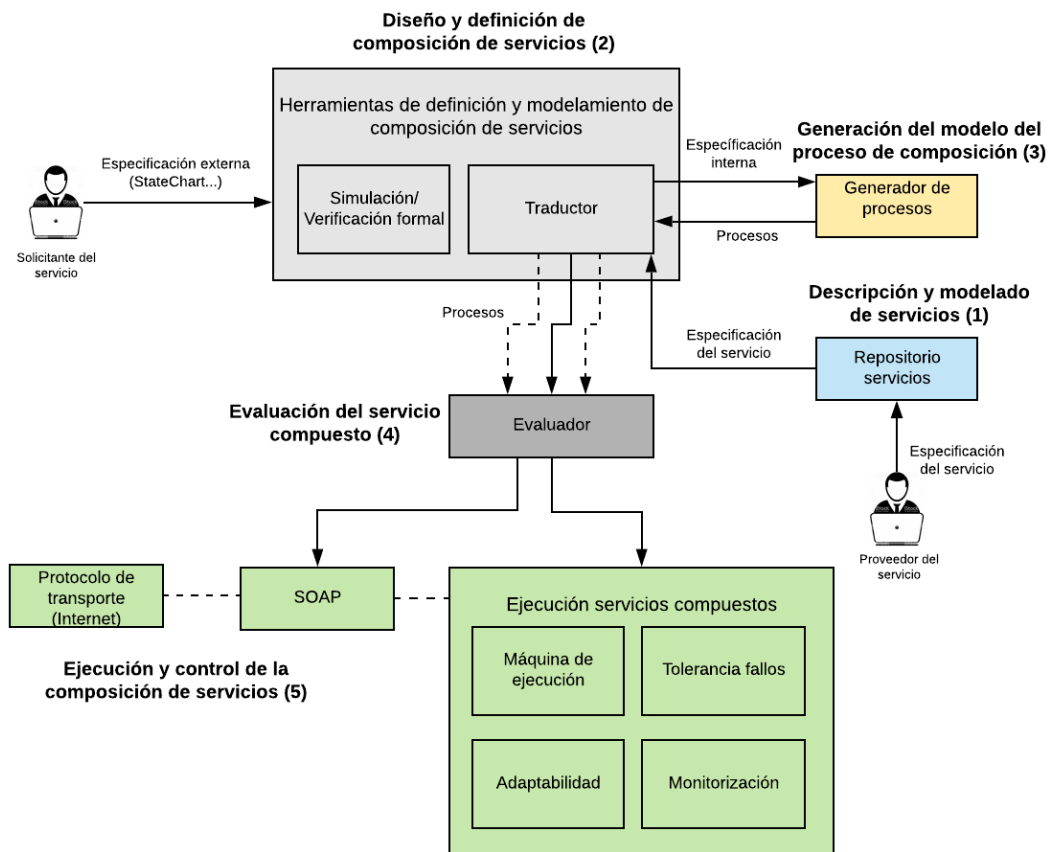 Diseño y definición de
composición de servicios (2)
Herramientas de definición y modelamiento de
composición de servicios
Simulación/
Verificación formal
Traductor
Especificación externa
(StateChart...)
Solicitante del
servicio
Específicación
interna
Generación del modelo del
proceso de composición (3)
Generador de
procesos
Procesos
Descripción y modelado
de servicios (1)
Especificación
del servicio
Repositorio
servicios
Procesos
Evaluación del servicio
compuesto (4)
Evaluador
Especificación
del servicio
Proveedor del
servicio
Protocolo de
transporte
(Internet)
SOAP
Ejecución y control de la
composición de servicios (5)
Ejecución servicios compuestos
Máquina de
ejecución
Tolerancia fallos
Adaptabilidad
Monitorización